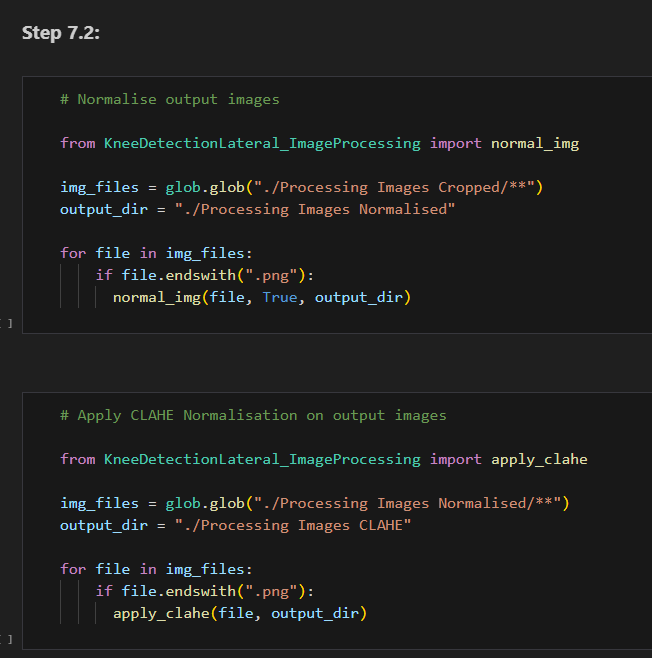 Step 7.2:
# Normalise output images
from KneeDetectionLateral_ImageProcessing import normal_img
img_files = glob.glob("./Processing Images Cropped/**")
output_dir = "./Processing Images Normalised"
for file in img_files:
if file.endswith(".png"):
normal_img(file, True, output_dir)
[ ]
# Apply CLAHE Normalisation on output images
from KneeDetectionLateral_ImageProcessing import apply_clahe
img_files = glob.glob("./Processing Images Normalised/**")
output_dir = "./Processing Images CLAHE"
for file in img_files:
if file.endswith(".png"):
apply_clahe(file, output_dir)
[ ]